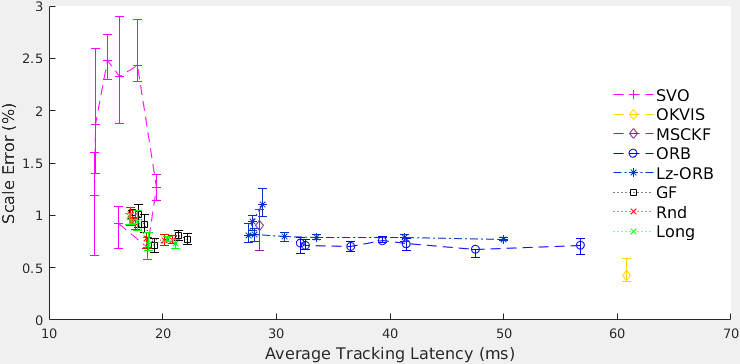 3
2.5
2
1.5
1
0.5
0
Scale Error (%)
10
20
30
40
50
60
70
Average Tracking Latency (ms)
SVO
OKVIS
MSCKF
ORB
Lz-ORB
GF
Rnd
Long